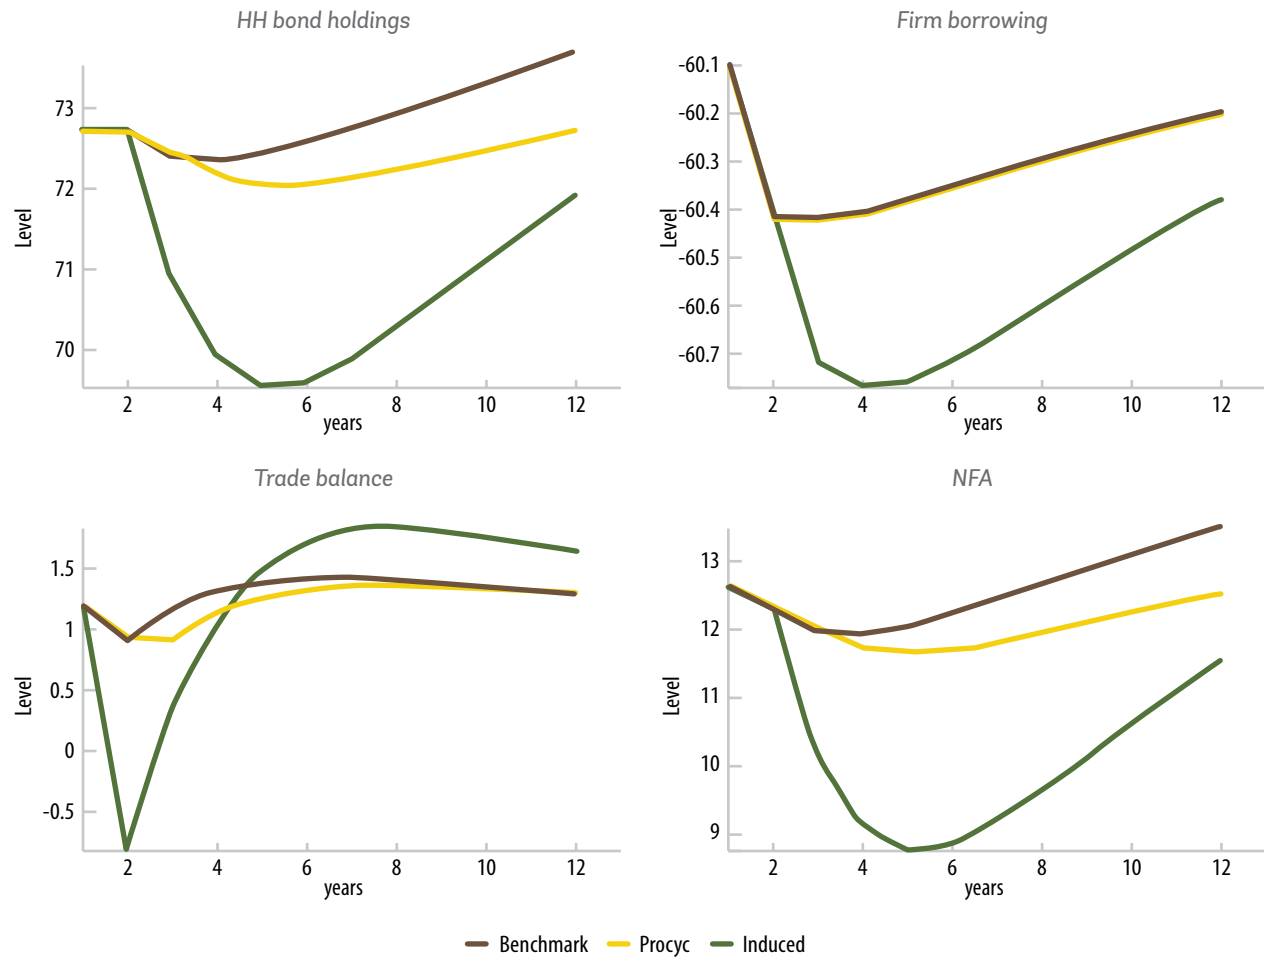 HH bond holdings
Level
73
72
71
70
2 4 6 8 10 12
years
Firm borrowing
Level
-60.1
-60.2
-60.3
-60.4
-60.5
-60.6
-60.7
2 4 6 8 10 12
years
Trade balance
Level
1.5
1
0.5
0
-0.5
2 4 6 8 10 12
years
NFA
Level
13
12
11
10
9
2 4 6 8 10 12
years
Benchmark Procyc Induced